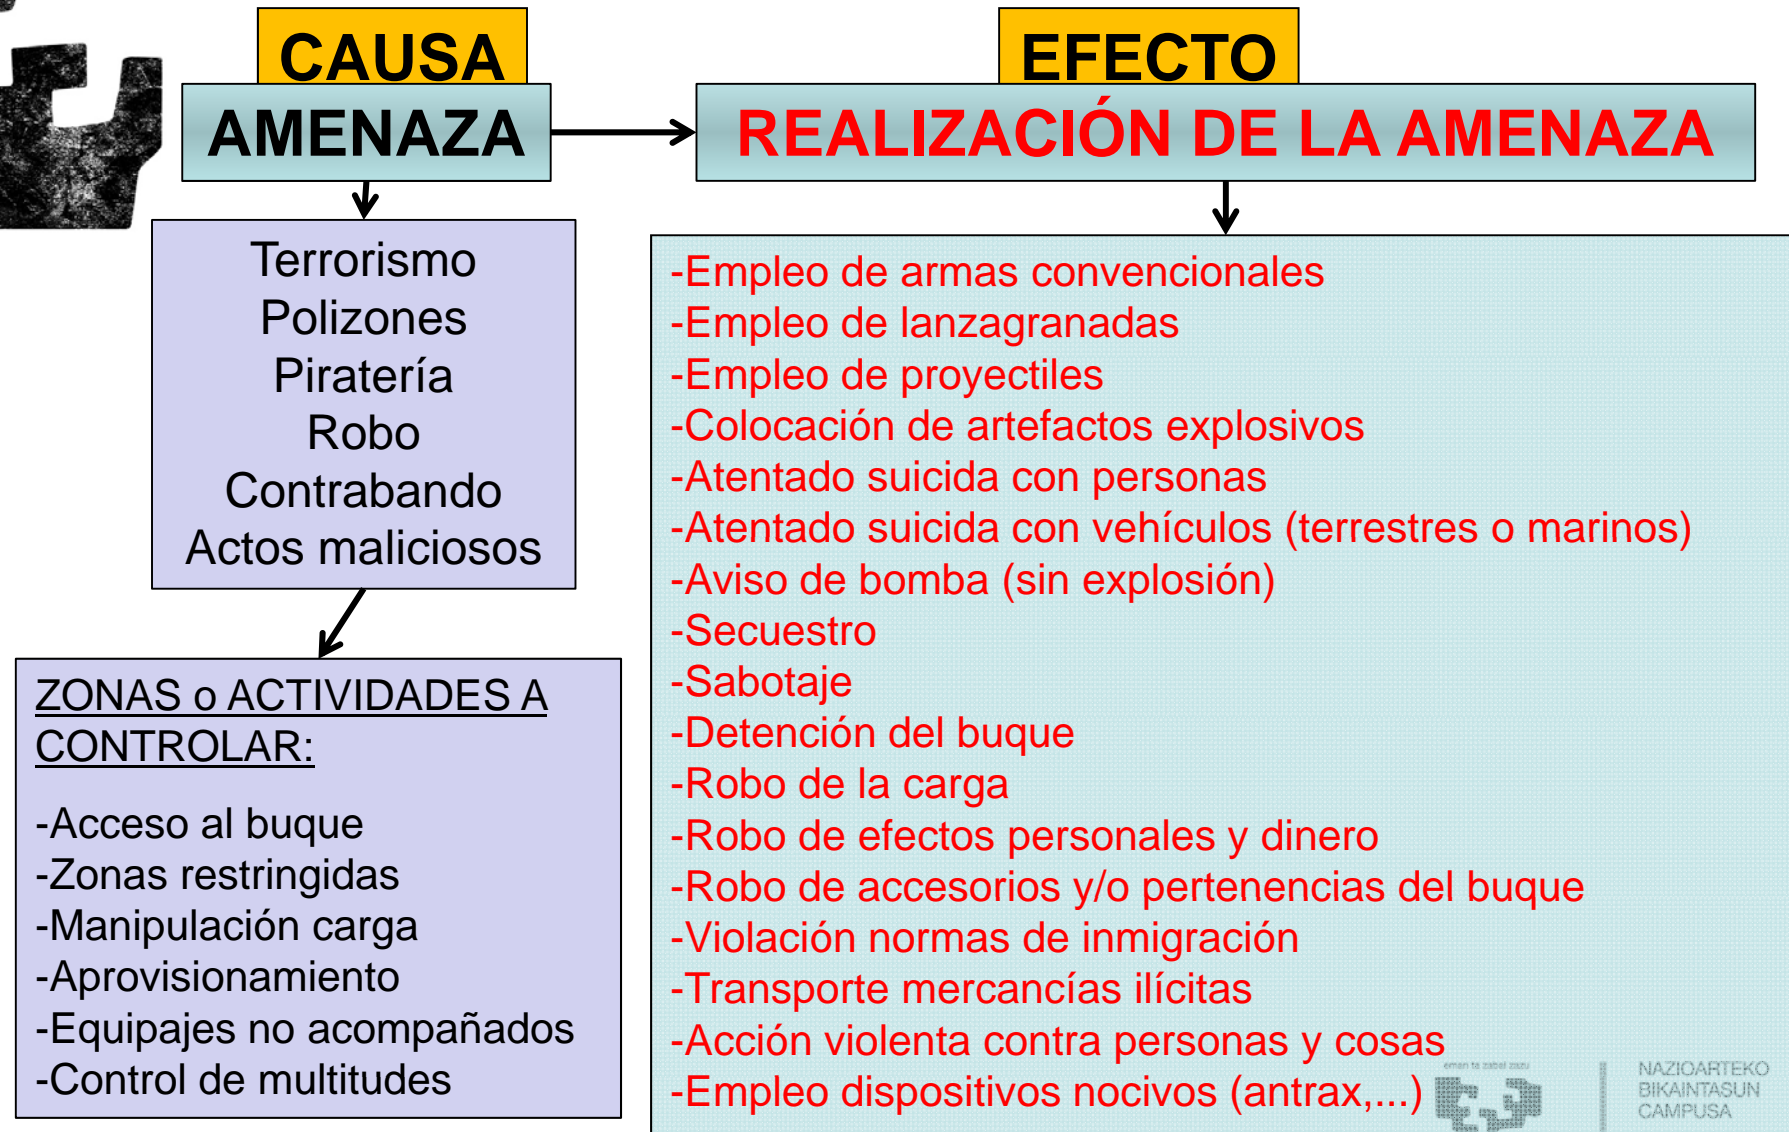 CAUSA
AMENAZA
Terrorismo
Polizones
Piratería
Robo
Contrabando
Actos maliciosos
ZONAS o ACTIVIDADES A
CONTROLAR:
-Acceso al buque
-Zonas restringidas
-Manipulación carga
-Aprovisionamiento
-Equipajes no acompañados
-Control de multitudes
EFECTO
REALIZACIÓN DE LA AMENAZA
-Empleo de armas convencionales
-Empleo de lanzagranadas
-Empleo de proyectiles
-Colocación de artefactos explosivos
-Atentado suicida con personas
-Atentado suicida con vehículos (terrestres o marinos)
-Aviso de bomba (sin explosión)
-Secuestro
-Sabotaje
-Detención del buque
-Robo de la carga
-Robo de efectos personales y dinero
-Robo de accesorios y/o pertenencias del buque
-Violación normas de inmigración
-Transporte mercancías ilícitas
-Acción violenta contra personas y cosas
-Empleo dispositivos nocivos (antrax,...)
eman ta zabal zazu
NAZIOARTEKO
BIKAINTASUN
CAMPUSA